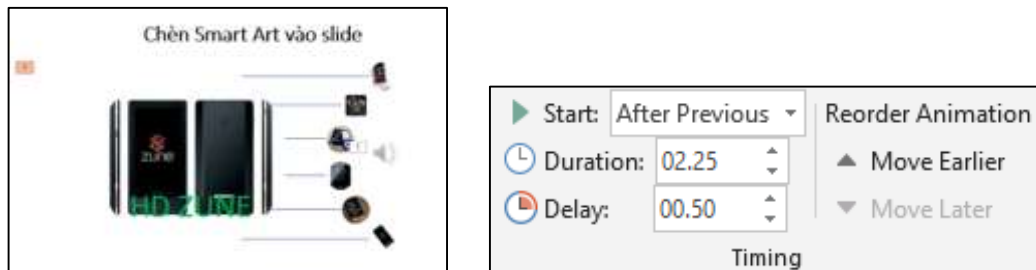 Chèn Smart Art vào slide
zune
HD ZUNE
Start: After Previous
Duration: 02.25
Delay: 00.50
Timing
Reorder Animation
Move Earlier
Move Later